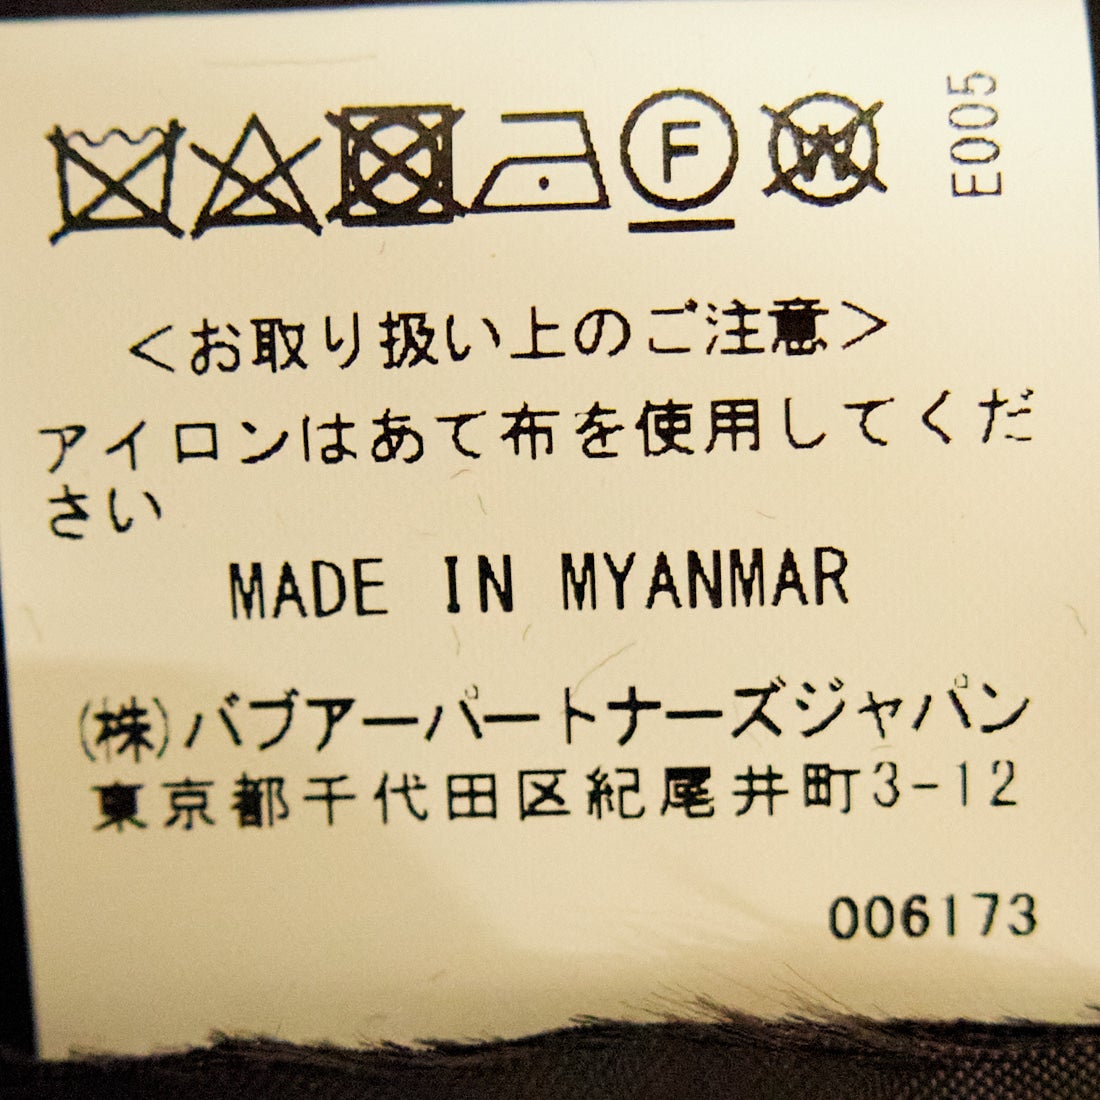 E005
F
W
<お取り扱い上のご注意>
アイロンはあて布を使用してくだ
さい
MADE IN MYANMAR
(株)バブアーパートナーズジャパン
東京都千代田区紀尾井町3-12
006173